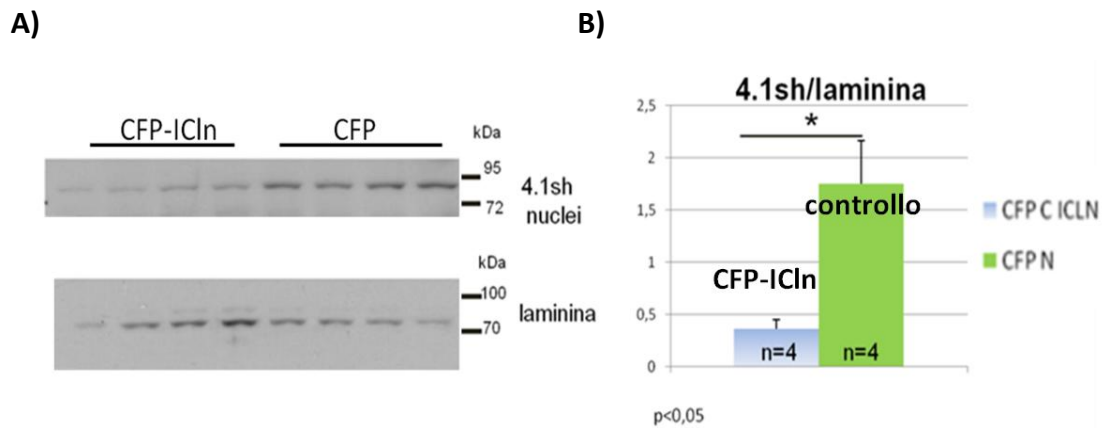 A)
B)
CFP-ICln
CFP
kDa
95
72
4.1sh
nuclei
kDa
100
70
laminina
4.1sh/laminina
*
2,5
2
1,5
1
0,5
0
controllo
CFP-ICln
n=4
n=4
CFP C ICLN
CFP N
p<0,05